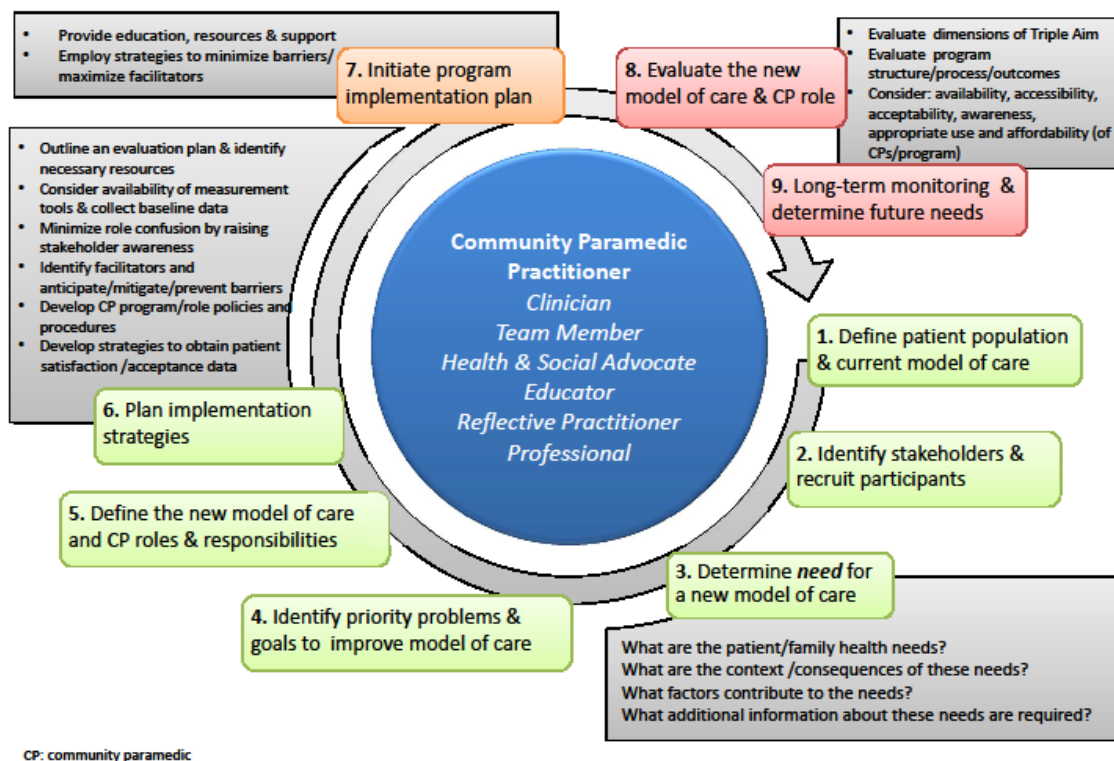 • Provide education, resources & support
• Employ strategies to minimize barriers/
maximize facilitators
7. Initiate program
implementation plan
8. Evaluate the new
model of care & CP role
• Evaluate dimensions of Triple Aim
• Evaluate program
structure/process/outcomes
• Consider: availability, accessibility,
acceptability, awareness,
appropriate use and affordability (of
CPs/program)
9. Long-term monitoring &
determine future needs
• Outline an evaluation plan & identify
necessary resources
• Consider availability of measurement
tools & collect baseline data
• Minimize role confusion by raising
stakeholder awareness
• Identify facilitators and
anticipate/mitigate/prevent barriers
• Develop CP program/role policies and
procedures
• Develop strategies to obtain patient
satisfaction /acceptance data
Community Paramedic
Practitioner
Clinician
Team Member
Health & Social Advocate
Educator
Reflective Practitioner
Professional
1. Define patient population
& current model of care
2. Identify stakeholders &
recruit participants
3. Determine need for
a new model of care
What are the patient/family health needs?
What are the context /consequences of these needs?
What factors contribute to the needs?
What additional information about these needs are required?
4. Identify priority problems &
goals to improve model of care
5. Define the new model of care
and CP roles & responsibilities
6. Plan implementation
strategies
CP: community paramedic